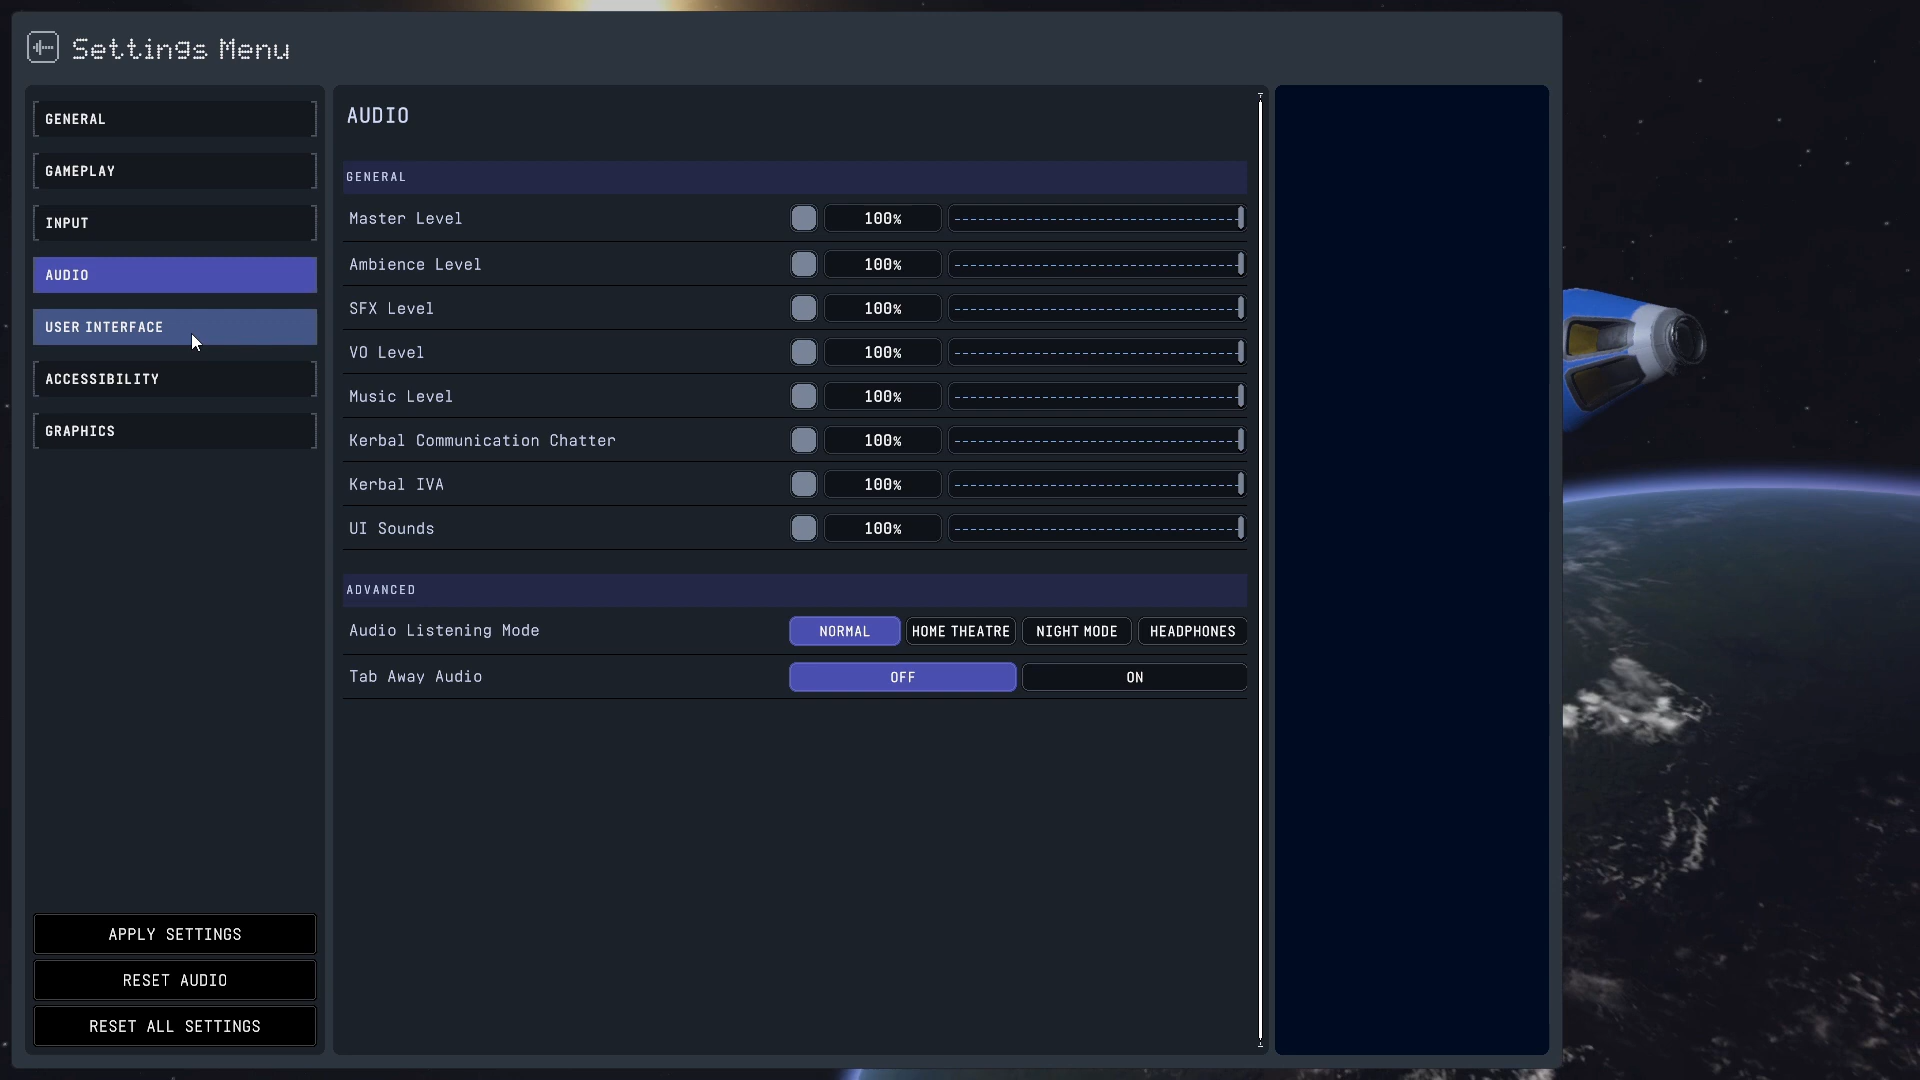 Settings Menu
GENERAL
GAMEPLAY
INPUT
AUDIO
USER INTERFACE
ACCESSIBILITY
GRAPHICS
APPLY SETTINGS
RESET AUDIO
RESET ALL SETTINGS
AUDIO
GENERAL
Master Level 100%
Ambience Level 100%
SFX Level 100%
VO Level 100%
Music Level 100%
Kerbal Communication Chatter 100%
Kerbal IVA 100%
UI Sounds 100%
ADVANCED
Audio Listening Mode NORMAL HOME THEATRE NIGHT MODE HEADPHONES
Tab Away Audio OFF ON